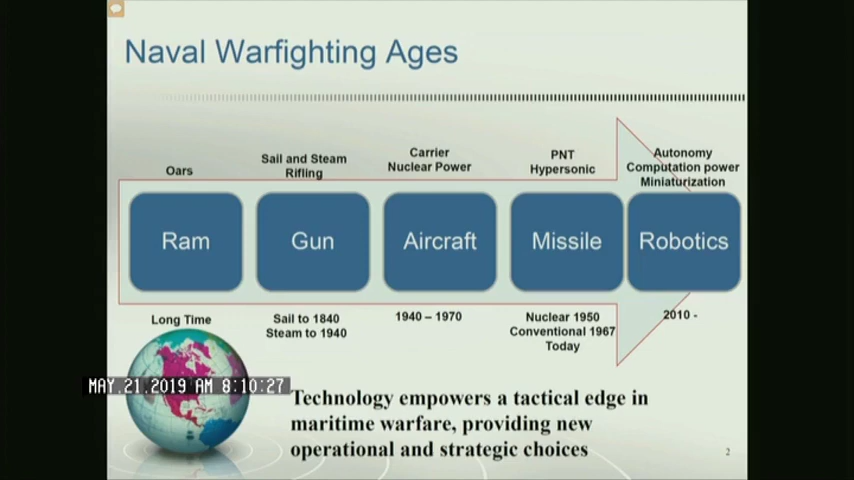 Naval Warfighting Ages
Oars
Sail and Steam
Rifling
Carrier
Nuclear Power
PNT
Hypersonic
Autonomy
Computation power
Miniaturization
Ram
Gun
Aircraft
Missile
Robotics
Long Time
Sail to 1840
Steam to 1940
1940 – 1970
Nuclear 1950
Conventional 1967
Today
2010 -
MAY.21.2019 AM 8:10:27
Technology empowers a tactical edge in
maritime warfare, providing new
operational and strategic choices
2